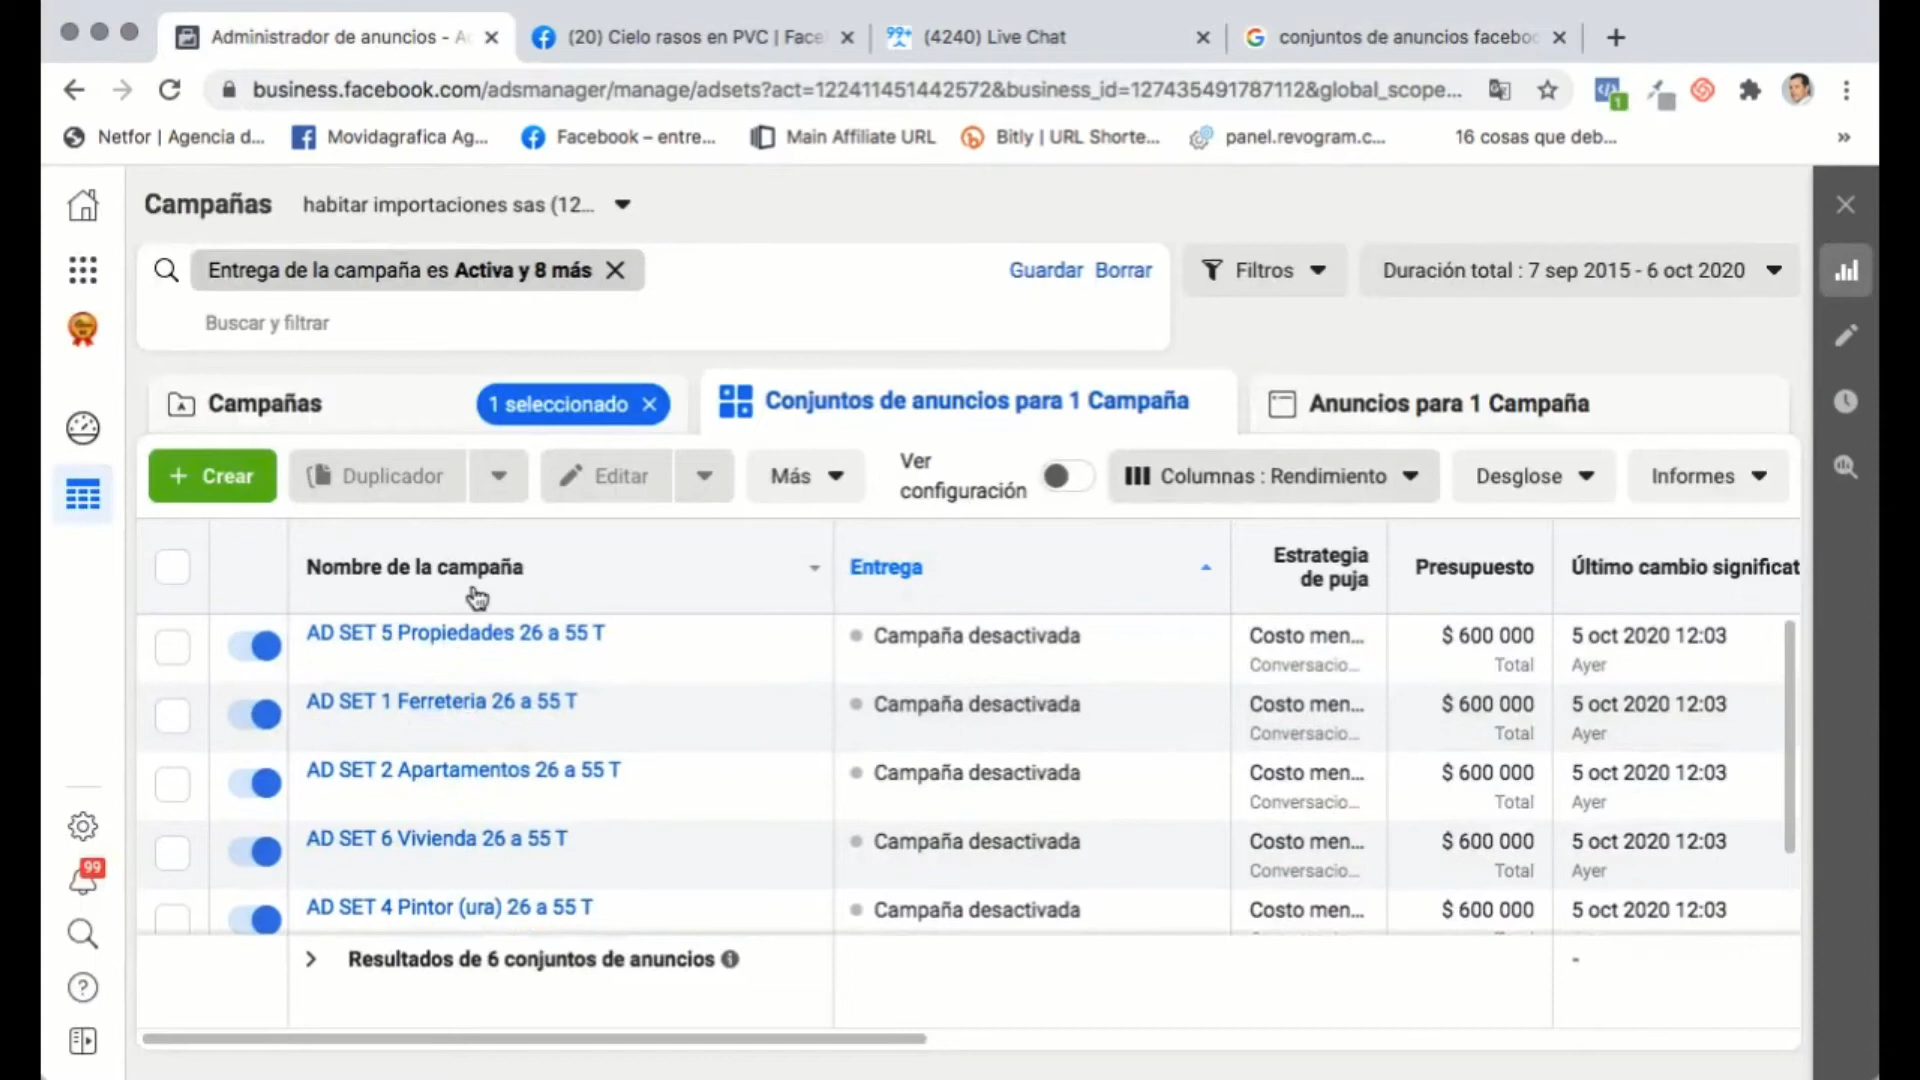 Administrador de anuncios - A
(20) Cielo rasos en PVC | Face
99+
(4240) Live Chat
conjuntos de anuncios facebo
business.facebook.com/adsmanager/manage/adsets?act=122411451442572&business_id=127435491787112&global_scope...
1
Netfor | Agencia d...
Movidagrafica Ag...
Facebook – entre...
Main Affiliate URL
Bitly | URL Shorte...
panel.revogram.c...
16 cosas que deb...
»
Campañas
habitar importaciones sas (12...
Entrega de la campaña es Activa y 8 más
Guardar
Borrar
Filtros
Duración total : 7 sep 2015 - 6 oct 2020
Buscar y filtrar
Campañas
1 seleccionado
Conjuntos de anuncios para 1 Campaña
Anuncios para 1 Campaña
+ Crear
Duplicador
Editar
Más
Ver configuración
Columnas : Rendimiento
Desglose
Informes
Nombre de la campaña
Entrega
Estrategia de puja
Presupuesto
Último cambio significat
AD SET 5 Propiedades 26 a 55 T
Campaña desactivada
Costo men...
$ 600 000
5 oct 2020 12:03
Conversacio...
Total
Ayer
AD SET 1 Ferreteria 26 a 55 T
Campaña desactivada
Costo men...
$ 600 000
5 oct 2020 12:03
Conversacio...
Total
Ayer
AD SET 2 Apartamentos 26 a 55 T
Campaña desactivada
Costo men...
$ 600 000
5 oct 2020 12:03
Conversacio...
Total
Ayer
AD SET 6 Vivienda 26 a 55 T
Campaña desactivada
Costo men...
$ 600 000
5 oct 2020 12:03
Conversacio...
Total
Ayer
AD SET 4 Pintor (ura) 26 a 55 T
Campaña desactivada
Costo men...
$ 600 000
5 oct 2020 12:03
99
Resultados de 6 conjuntos de anuncios
-